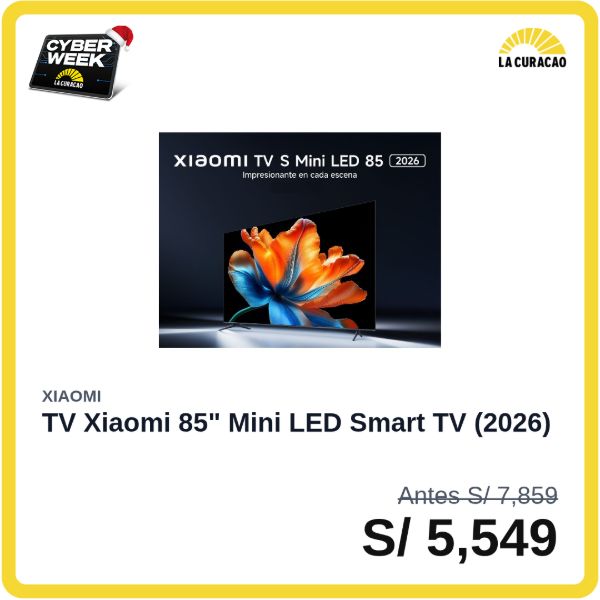 CYBER
WEEK
LA CURACAO
LA CURACAO
xiaomi TV S Mini LED 85 2026
Impresionante en cada escena
XIAOMI
TV Xiaomi 85" Mini LED Smart TV (2026)
Antes S/ 7,859
S/ 5,549